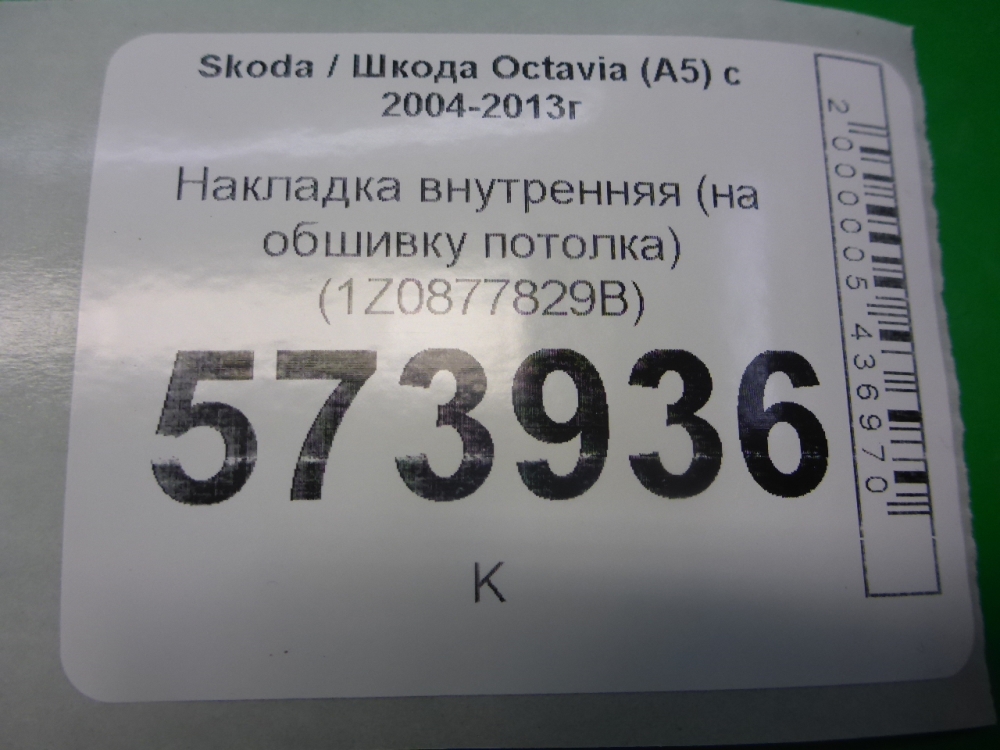 Skoda / Шкода Octavia (A5) с
2004-2013г
Накладка внутренняя (на
обшивку потолка)
(1Z0877829B)
573936
К
2000005436970